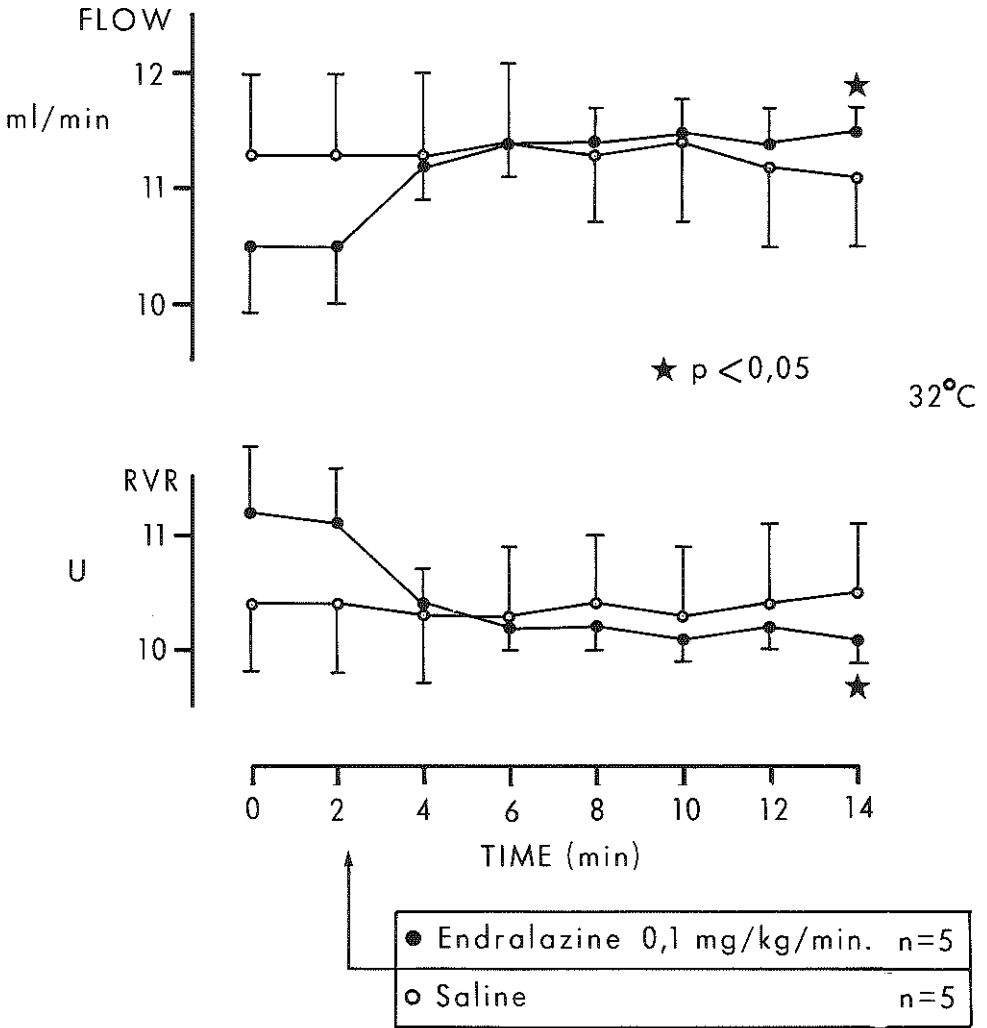 FLOW
ml/min
12
11
10
★ p <0,05
32°C
RVR
U
11
10
0 2 4 6 8 10 12 14
TIME (min)
● Endralazine 0,1 mg/kg/min. n=5
○ Saline n=5